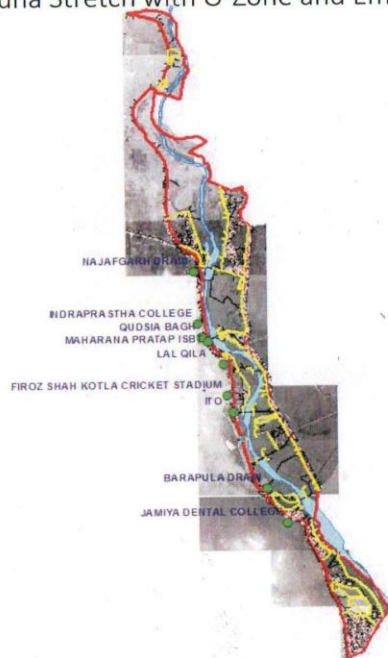 una Stretch with O-Zone and
NAJAFGARH DRAIN
INDRAPRASTHA COLLEGE
QUDSIA BAGH
MAHARANA PRATAP ISBT
LAL QILA
FIROZ SHAH KOTLA CRICKET STADIUM
ITO
BARAPULA DRAIN
JAMIYA DENTAL COLLEGE